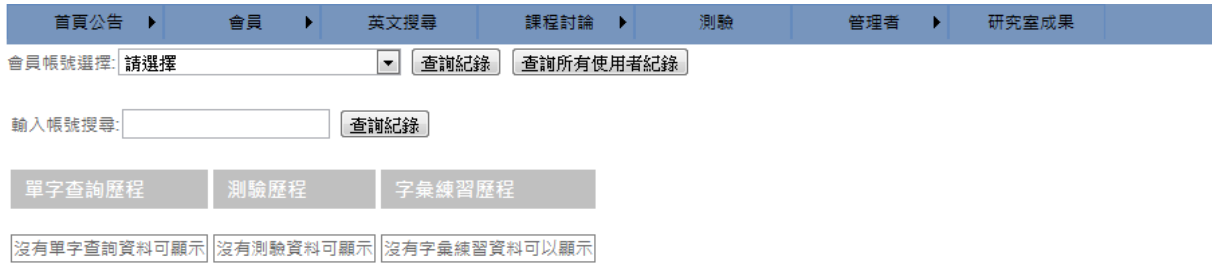 首頁公告 會員 英文搜尋 課程討論 測驗 管理者 研究室成果
會員帳號選擇: 請選擇 查詢紀錄 查詢所有使用者紀錄
輸入帳號搜尋: 查詢紀錄
單字查詢歷程 測驗歷程 字彙練習歷程
沒有單字查詢資料可顯示 沒有測驗資料可顯示 沒有字彙練習資料可以顯示